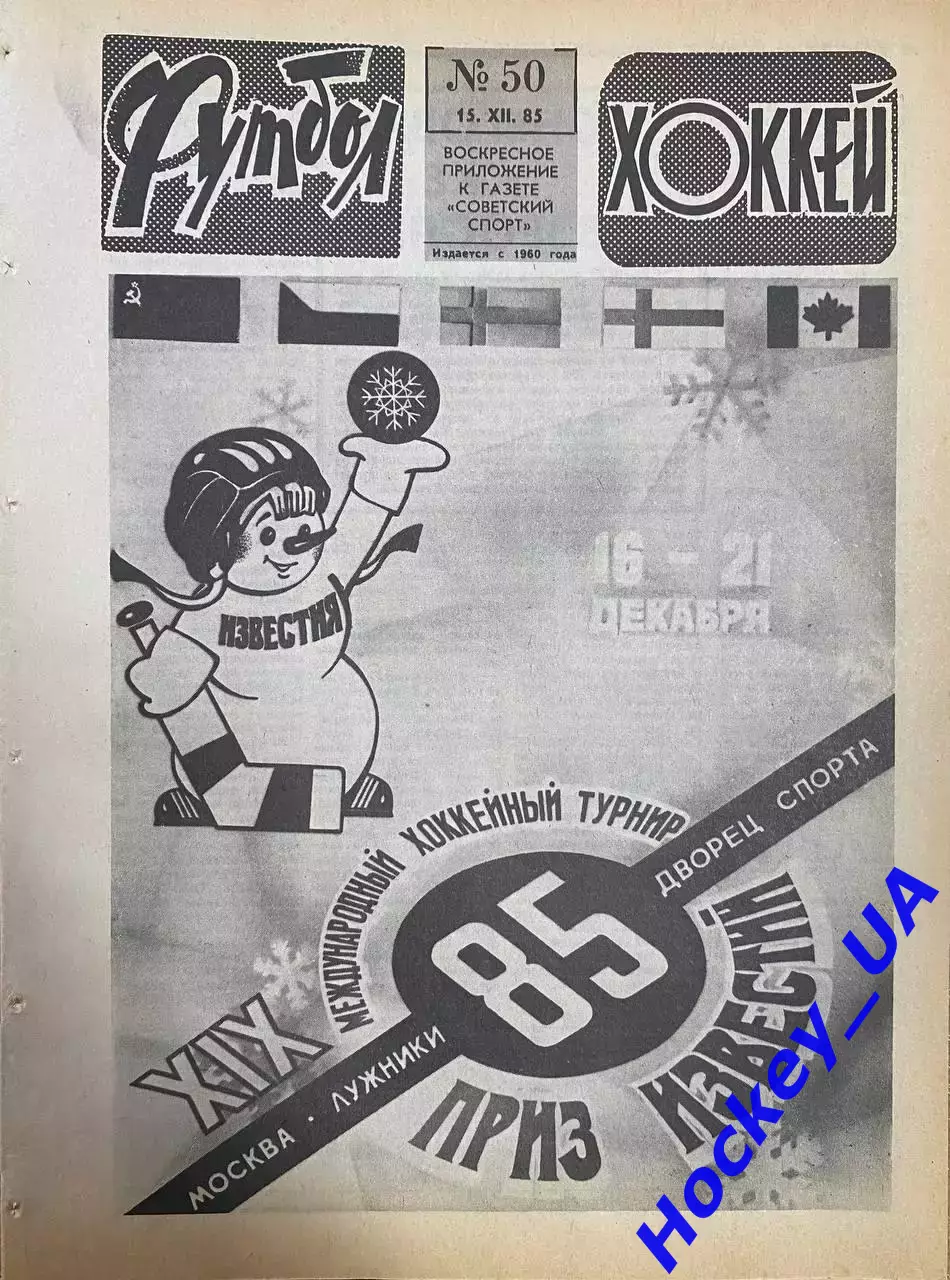 Футбол
№ 50
15. XII. 85
ВОСКРЕСНОЕ
ПРИЛОЖЕНИЕ
К ГАЗЕТЕ
«СОВЕТСКИЙ
СПОРТ»
Издается с 1960 года
ХОККЕЙ
16 – 21
ДЕКАБРЯ
ИЗВЕСТИЯ
XIX
МЕЖДУНАРОДНЫЙ ХОККЕЙНЫЙ ТУРНИР
85
МОСКВА · ЛУЖНИКИ
ДВОРЕЦ СПОРТА
ПРИЗ ИЗВЕСТИЙ
Hockey_UA